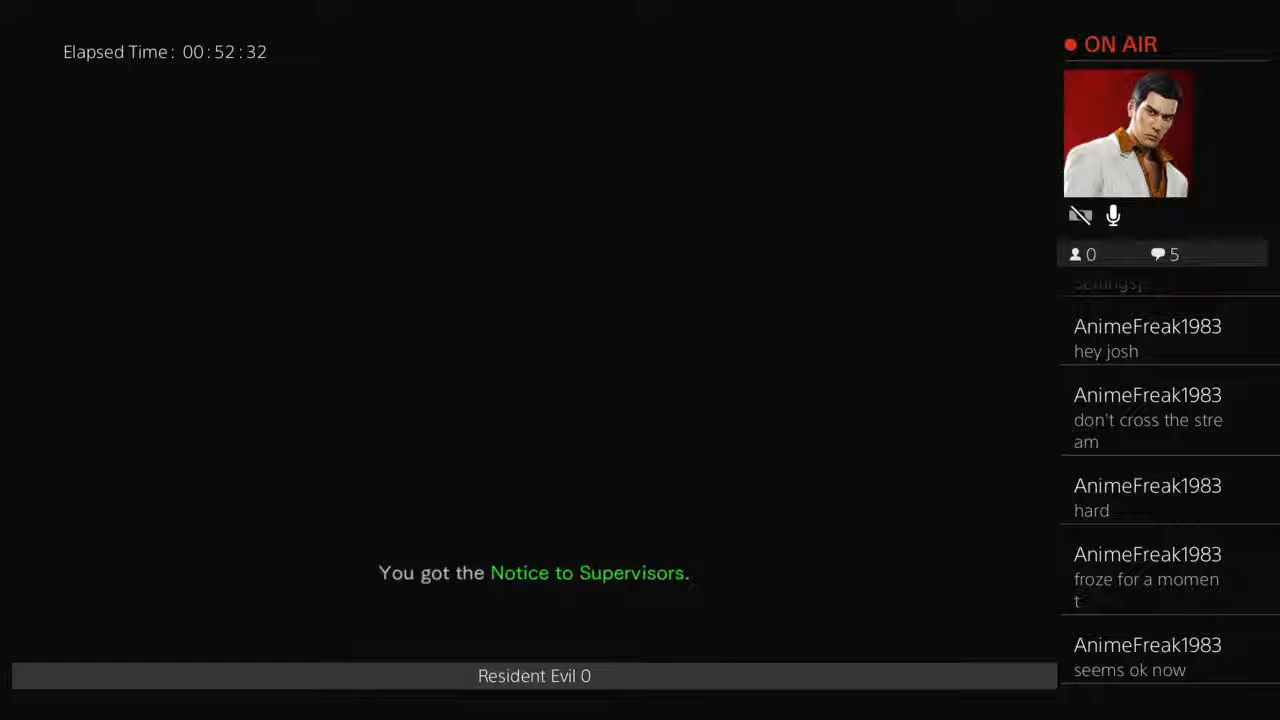 Elapsed Time: 00:52:32
ON AIR
0 5
AnimeFreak1983
hey josh
AnimeFreak1983
don't cross the stre
am
AnimeFreak1983
hard
AnimeFreak1983
froze for a momen
t
AnimeFreak1983
seems ok now
You got the Notice to Supervisors.
Resident Evil 0